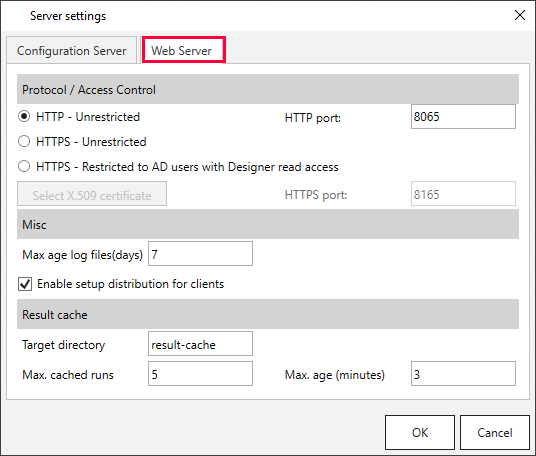 Server settings
Configuration Server Web Server
Protocol / Access Control
HTTP - Unrestricted HTTP port: 8065
HTTPS - Unrestricted
HTTPS - Restricted to AD users with Designer read access
Select X.509 certificate HTTPS port: 8165
Misc
Max age log files(days) 7
Enable setup distribution for clients
Result cache
Target directory result-cache
Max. cached runs 5 Max. age (minutes) 3
OK Cancel